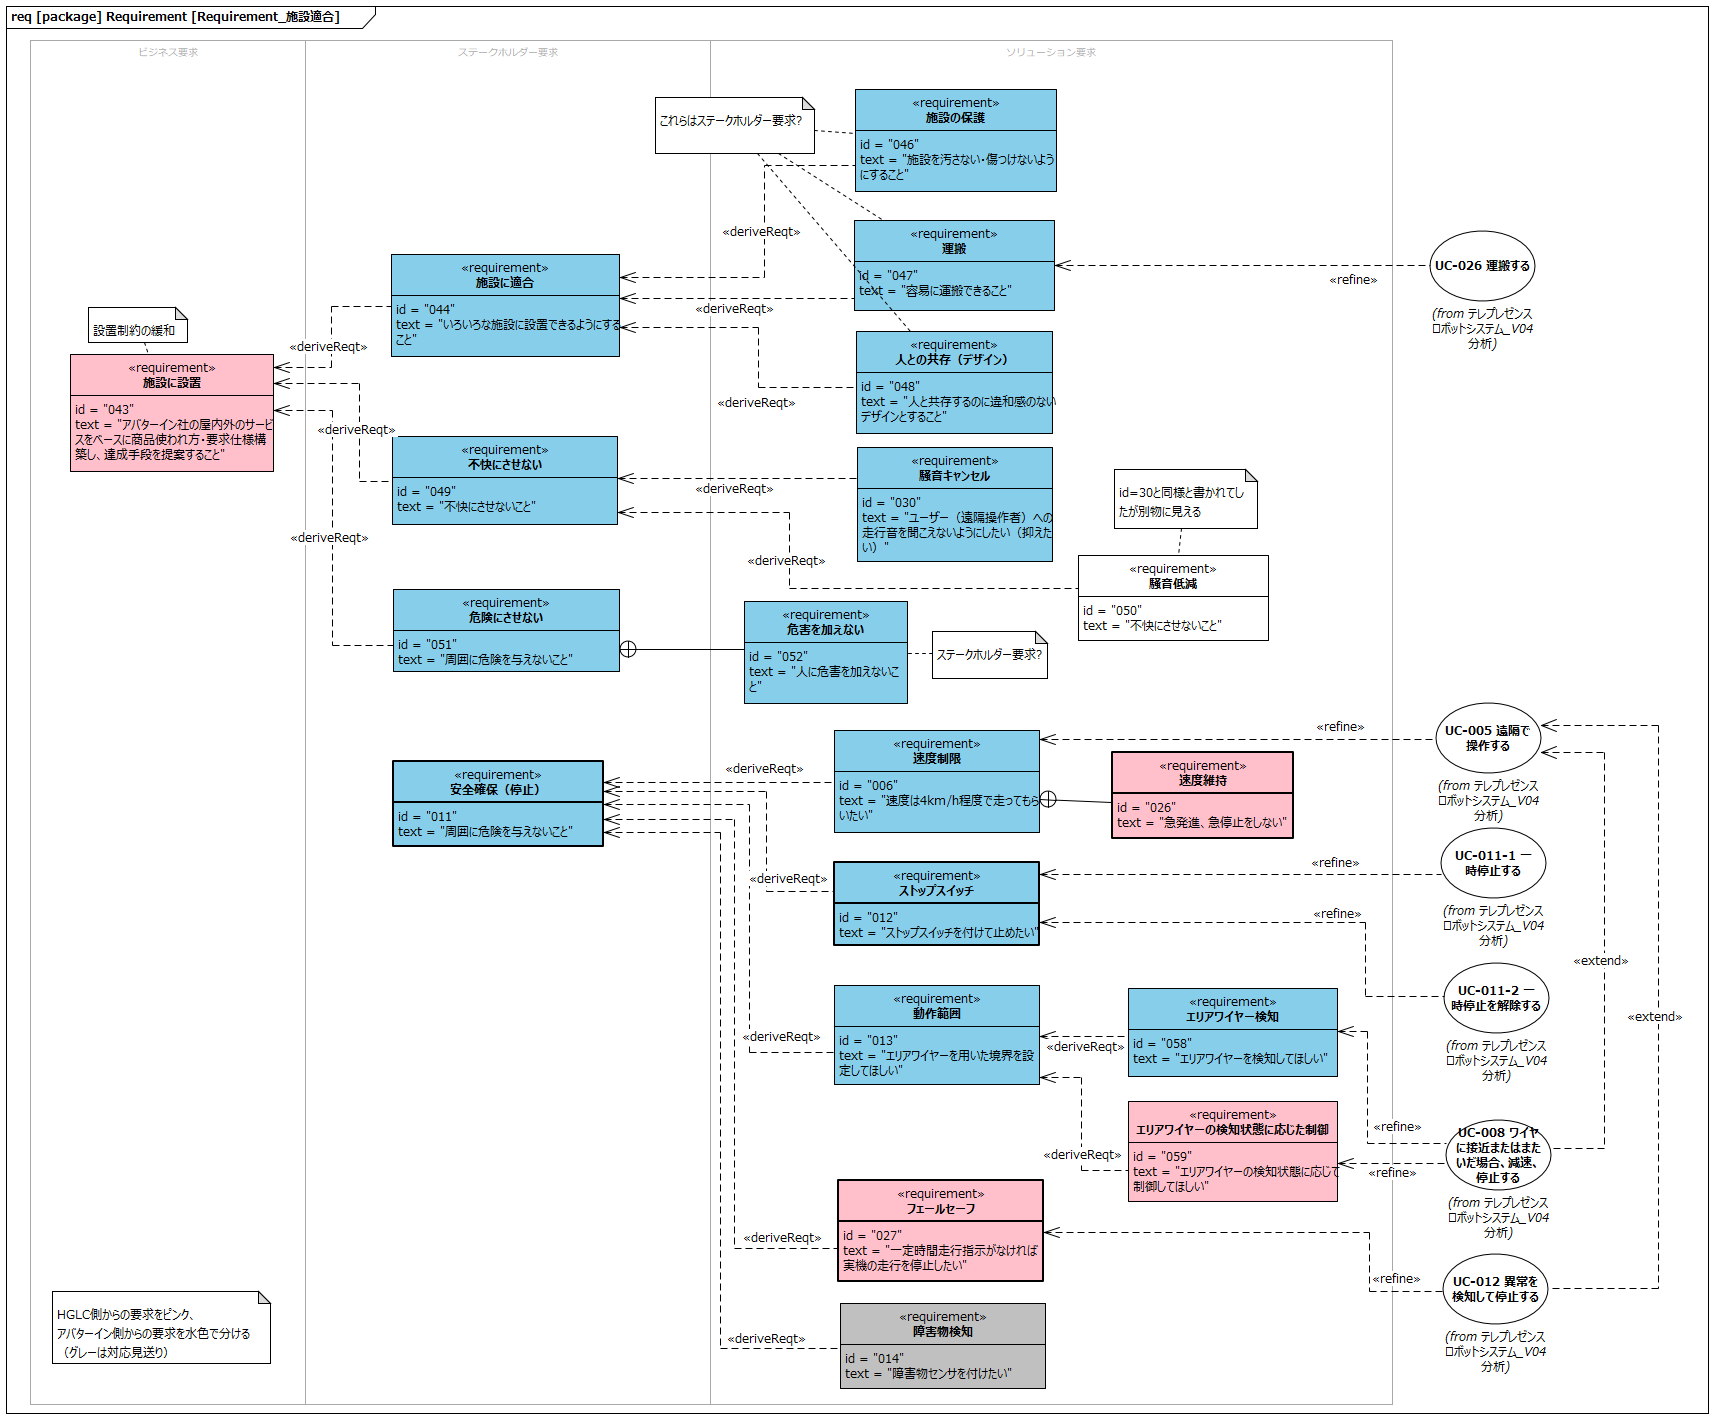 req [package] Requirement [Requirement_施設適合]
ビジネス要求
ステークホルダー要求
ソリューション要求
これらはステークホルダー要求?
«requirement»
施設の保護
id = "046"
text = "施設を汚さない・傷つけないよう
にすること"
«deriveReqt»
«requirement»
運搬
id = "047"
text = "容易に運搬できること"
«deriveReqt»
UC-026 運搬する
(from テレプレゼンス
ロボットシステム_V04
分析)
«refine»
«requirement»
施設に適合
id = "044"
text = "いろいろな施設に設置できるようにする
こと"
«requirement»
人との共存（デザイン）
id = "048"
text = "人と共存するのに違和感のない
デザインとすること"
«deriveReqt»
設置制約の緩和
«deriveReqt»
«requirement»
施設に設置
id = "043"
text = "アバターイン社の屋内外のサービ
スをベースに商品使われ方・要求仕様構
築し、達成手段を提案すること"
«deriveReqt»
«deriveReqt»
«requirement»
不快にさせない
id = "049"
text = "不快にさせないこと"
«deriveReqt»
«requirement»
騒音キャンセル
id = "030"
text = "ユーザー（遠隔操作者）への
走行音を聞こえないようにしたい（抑えた
い）"
id=30と同様と書かれてし
たが別物に見える
«deriveReqt»
«requirement»
騒音低減
id = "050"
text = "不快にさせないこと"
«requirement»
危険にさせない
id = "051"
text = "周囲に危険を与えないこと"
«requirement»
危害を加えない
id = "052"
text = "人に危害を加えないこ
と"
ステークホルダー要求?
«requirement»
安全確保（停止）
id = "011"
text = "周囲に危険を与えないこと"
«deriveReqt»
«requirement»
速度制限
id = "006"
text = "速度は4km/h程度で走ってもら
いたい"
«requirement»
速度維持
id = "026"
text = "急発進、急停止をしない"
«refine»
UC-005 遠隔で
操作する
(from テレプレゼンス
ロボットシステム_V04
分析)
«deriveReqt»
«requirement»
ストップスイッチ
id = "012"
text = "ストップスイッチを付けて止めたい"
«refine»
UC-011-1 一
時停止する
(from テレプレゼンス
ロボットシステム_V04
分析)
«refine»
UC-011-2 一
時停止を解除する
(from テレプレゼンス
ロボットシステム_V04
分析)
«extend»
«extend»
«deriveReqt»
«requirement»
動作範囲
id = "013"
text = "エリアワイヤーを用いた境界を設
定してほしい"
«deriveReqt»
«requirement»
エリアワイヤー検知
id = "058"
text = "エリアワイヤーを検知してほしい"
«deriveReqt»
«requirement»
エリアワイヤーの検知状態に応じた制御
id = "059"
text = "エリアワイヤーの検知状態に応じて
制御してほしい"
«refine»
«refine»
UC-008 ワイヤ
に接近またはまた
いだ場合、減速、
停止する
(from テレプレゼンス
ロボットシステム_V04
分析)
«deriveReqt»
«requirement»
フェールセーフ
id = "027"
text = "一定時間走行指示がなければ
実機の走行を停止したい"
«refine»
UC-012 異常を
検知して停止する
(from テレプレゼンス
ロボットシステム_V04
分析)
«deriveReqt»
«requirement»
障害物検知
id = "014"
text = "障害物センサを付けたい"
HGLC側からの要求をピンク、
アバターイン側からの要求を水色で分ける
（グレーは対応見送り）